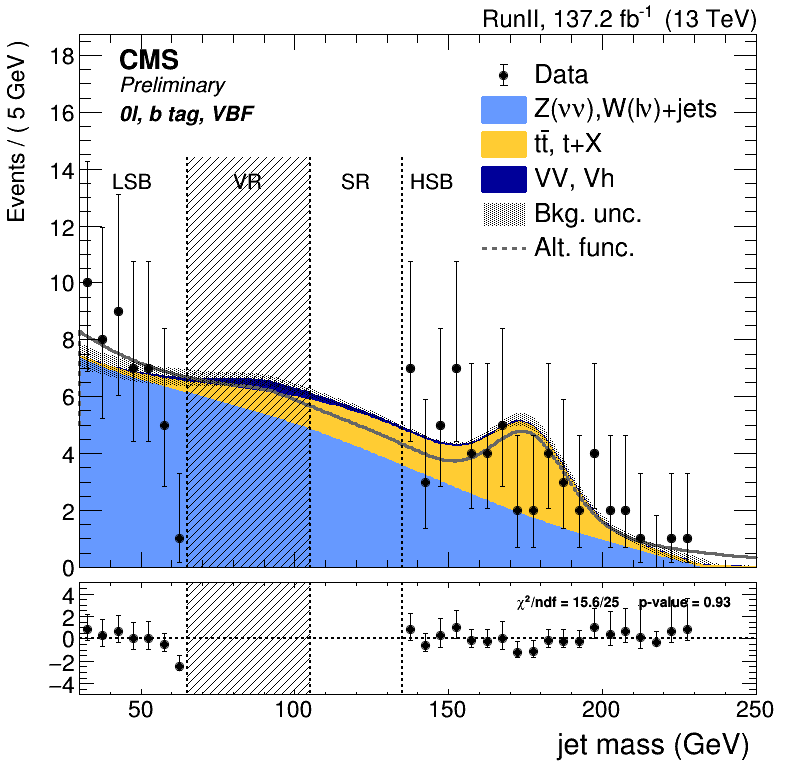 RunII, 137.2 fb⁻¹ (13 TeV)
CMS
Preliminary
0l, b tag, VBF
Data
Z(νν),W(lν)+jets
tt̄, t+X
VV, Vh
Bkg. unc.
Alt. func.
LSB VR SR HSB
Events / ( 5 GeV )
18
16
14
12
10
8
6
4
2
0
χ²/ndf = 15.6/25 p-value = 0.93
4
2
0
−2
−4
50 100 150 200 250
jet mass (GeV)